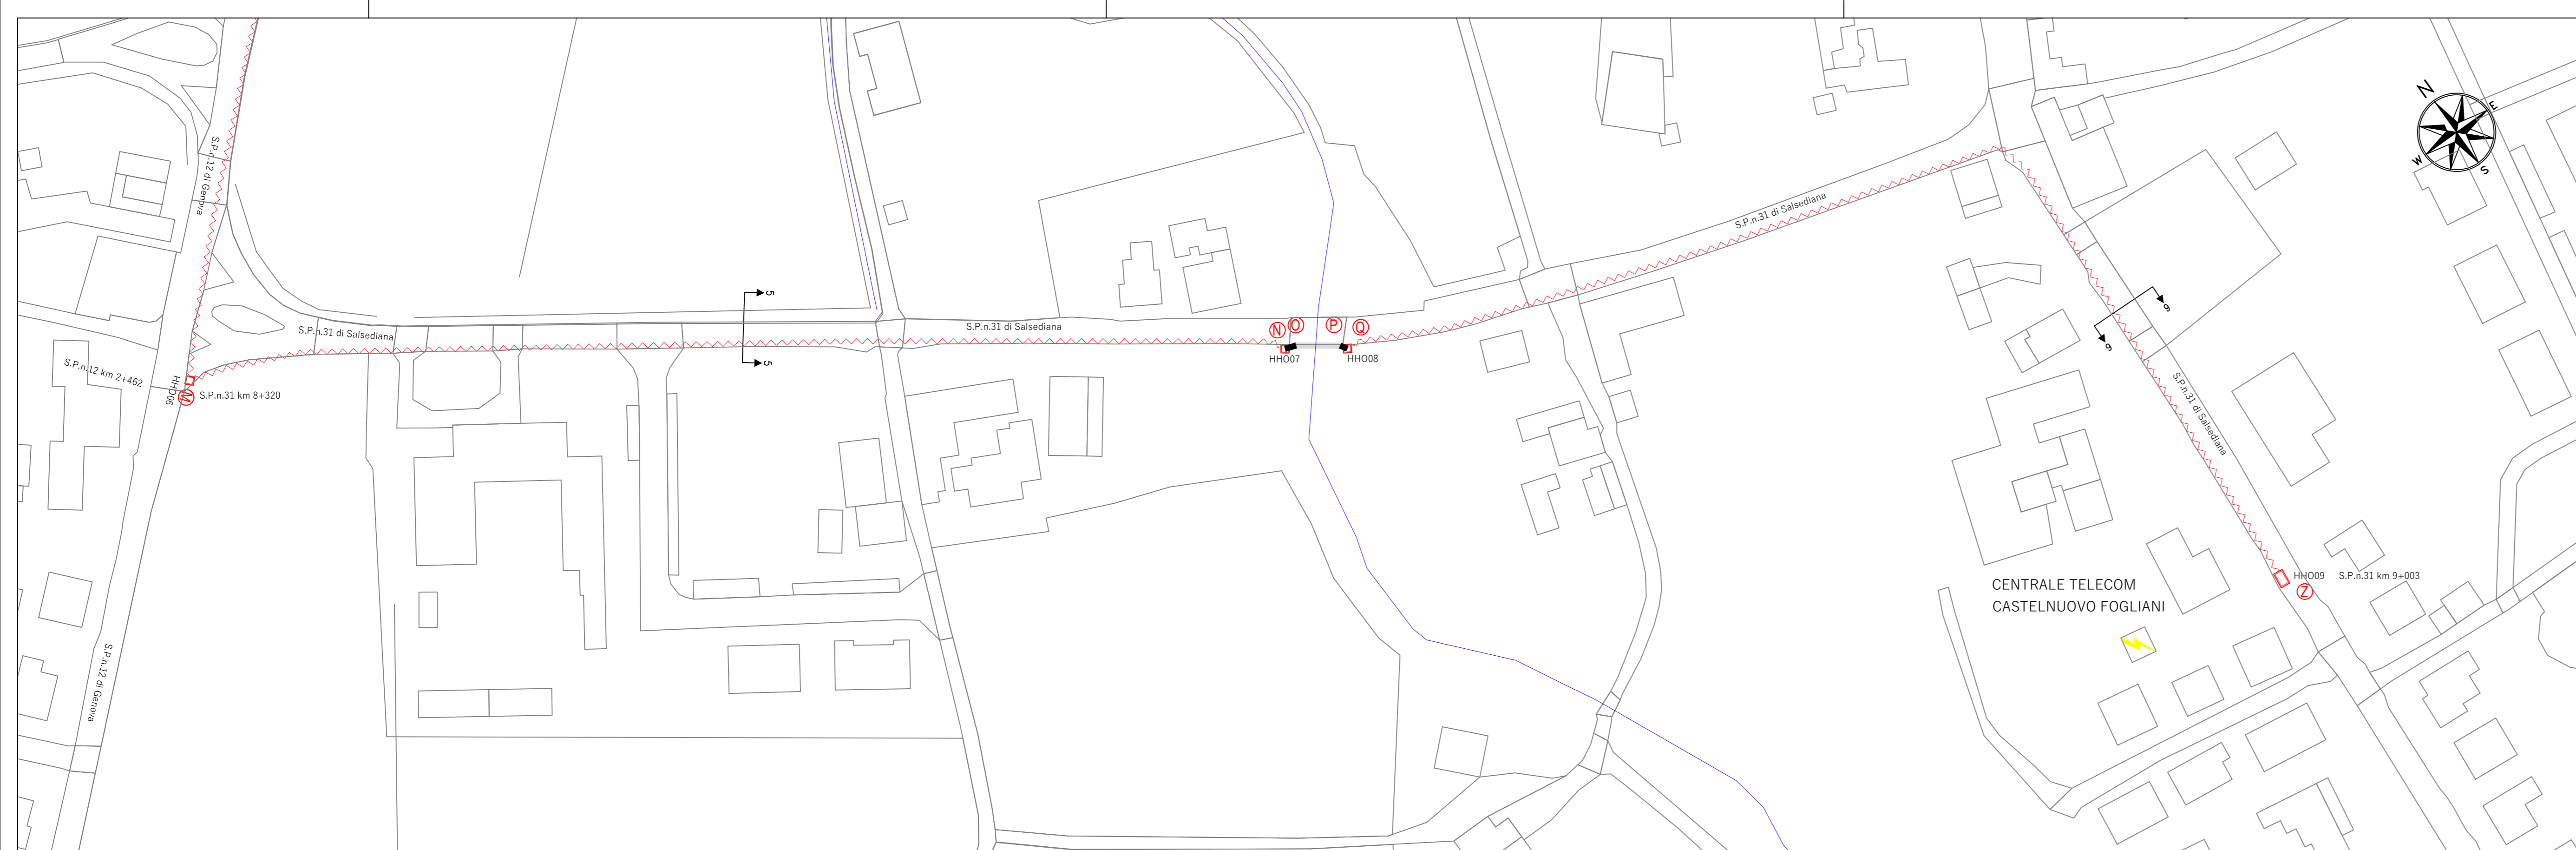 N
E
W
S
S.P.n.12 di Genova
S.P.n.31 di Salsediana
5
5
S.P.n.31 di Salsediana
N
O
P
Q
HHO07
HHO08
S.P.n.31 di Salsediana
9
9
S.P.n.12 km 2+462
HHO06
M
S.P.n.31 km 8+320
S.P.n.31 di Salsediana
HHO09
S.P.n.31 km 9+003
Z
CENTRALE TELECOM
CASTELNUOVO FOGLIANI
S.P.n.12 di Genova